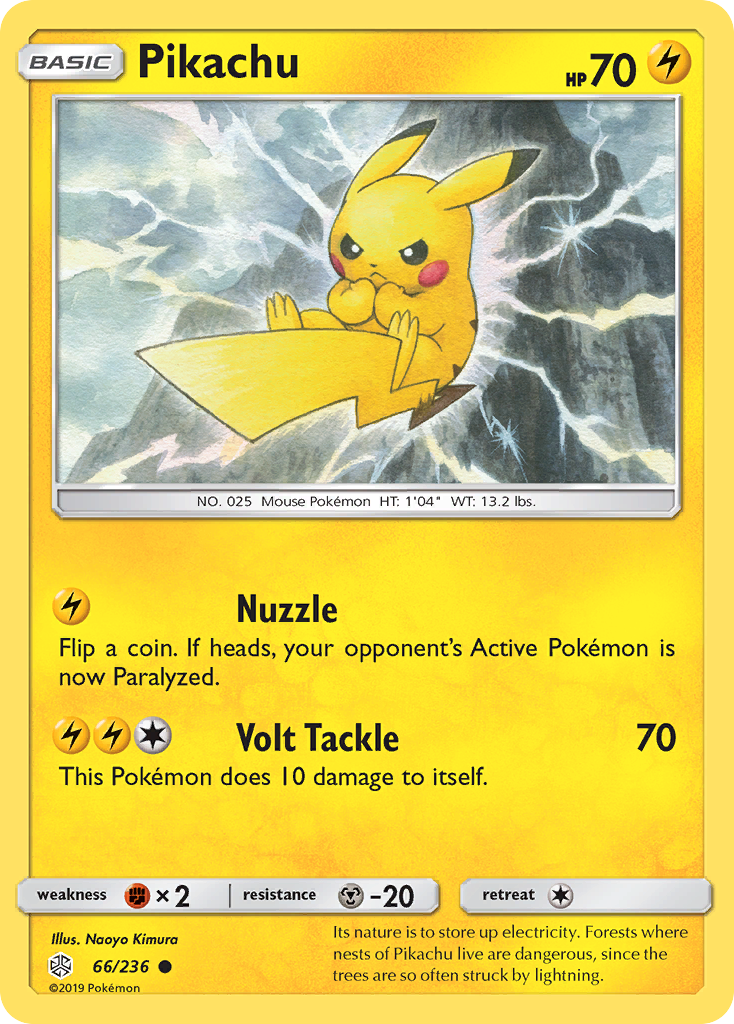 BASIC Pikachu HP70
NO. 025 Mouse Pokémon HT: 1'04" WT: 13.2 lbs.
Nuzzle
Flip a coin. If heads, your opponent's Active Pokémon is
now Paralyzed.
Volt Tackle 70
This Pokémon does 10 damage to itself.
weakness ×2 resistance -20 retreat
Illus. Naoyo Kimura
66/236
©2019 Pokémon
Its nature is to store up electricity. Forests where
nests of Pikachu live are dangerous, since the
trees are so often struck by lightning.